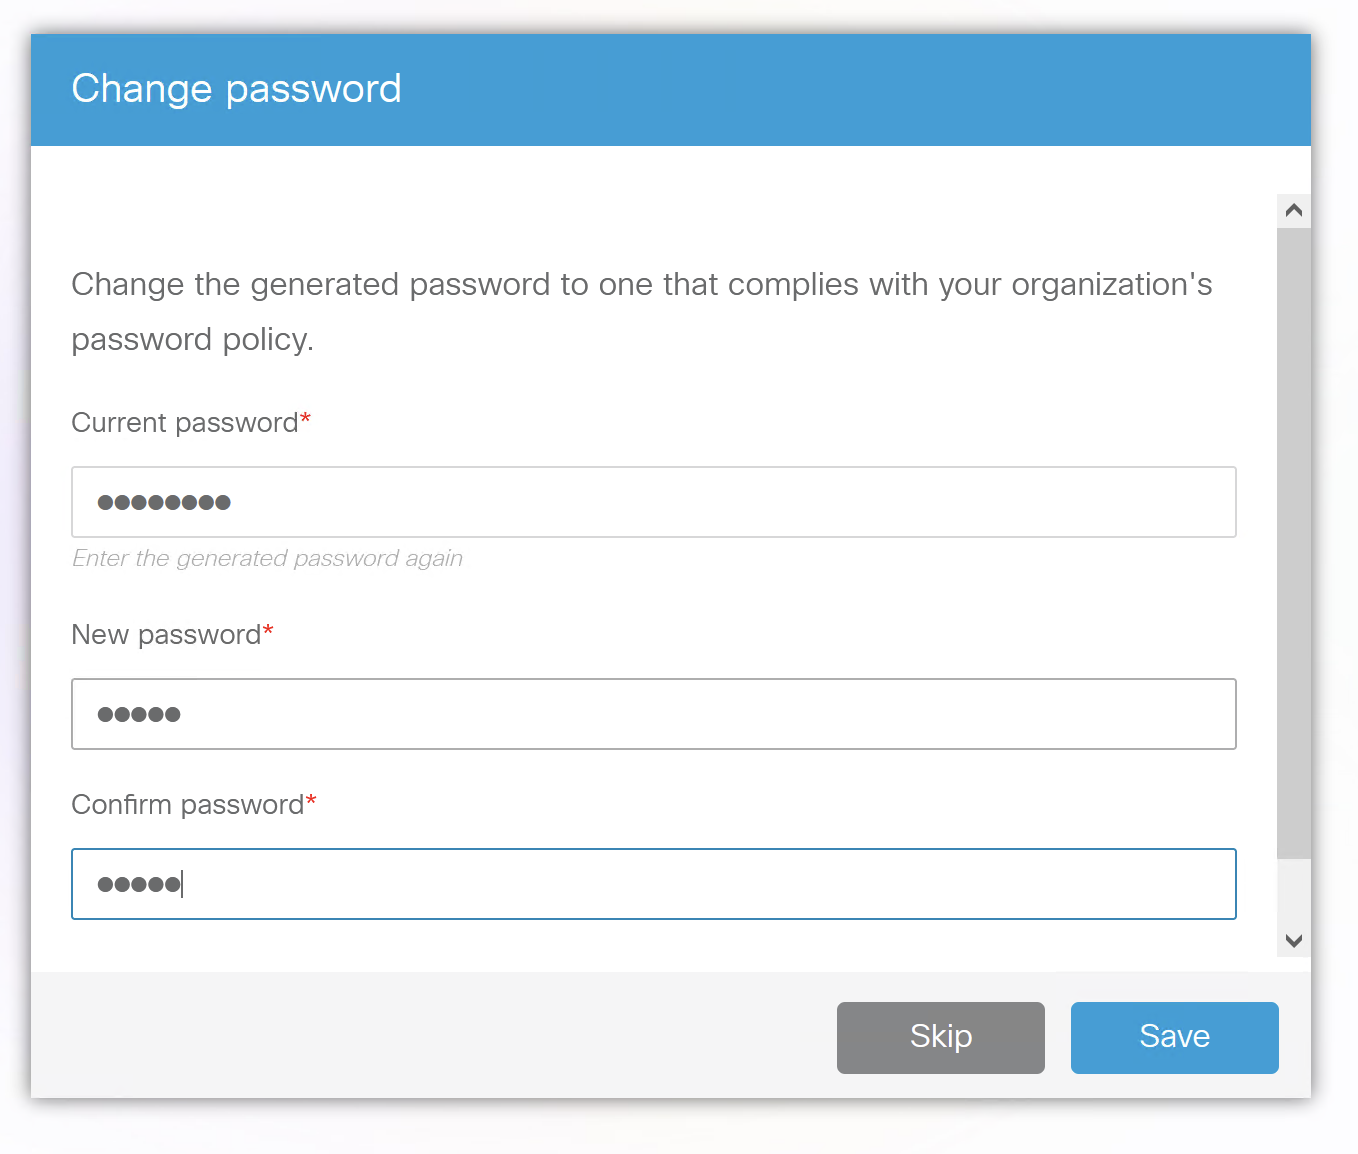 Change password
Change the generated password to one that complies with your organization's
password policy.
Current password*
●●●●●●●●
Enter the generated password again
New password*
●●●●●
Confirm password*
●●●●●
Skip
Save